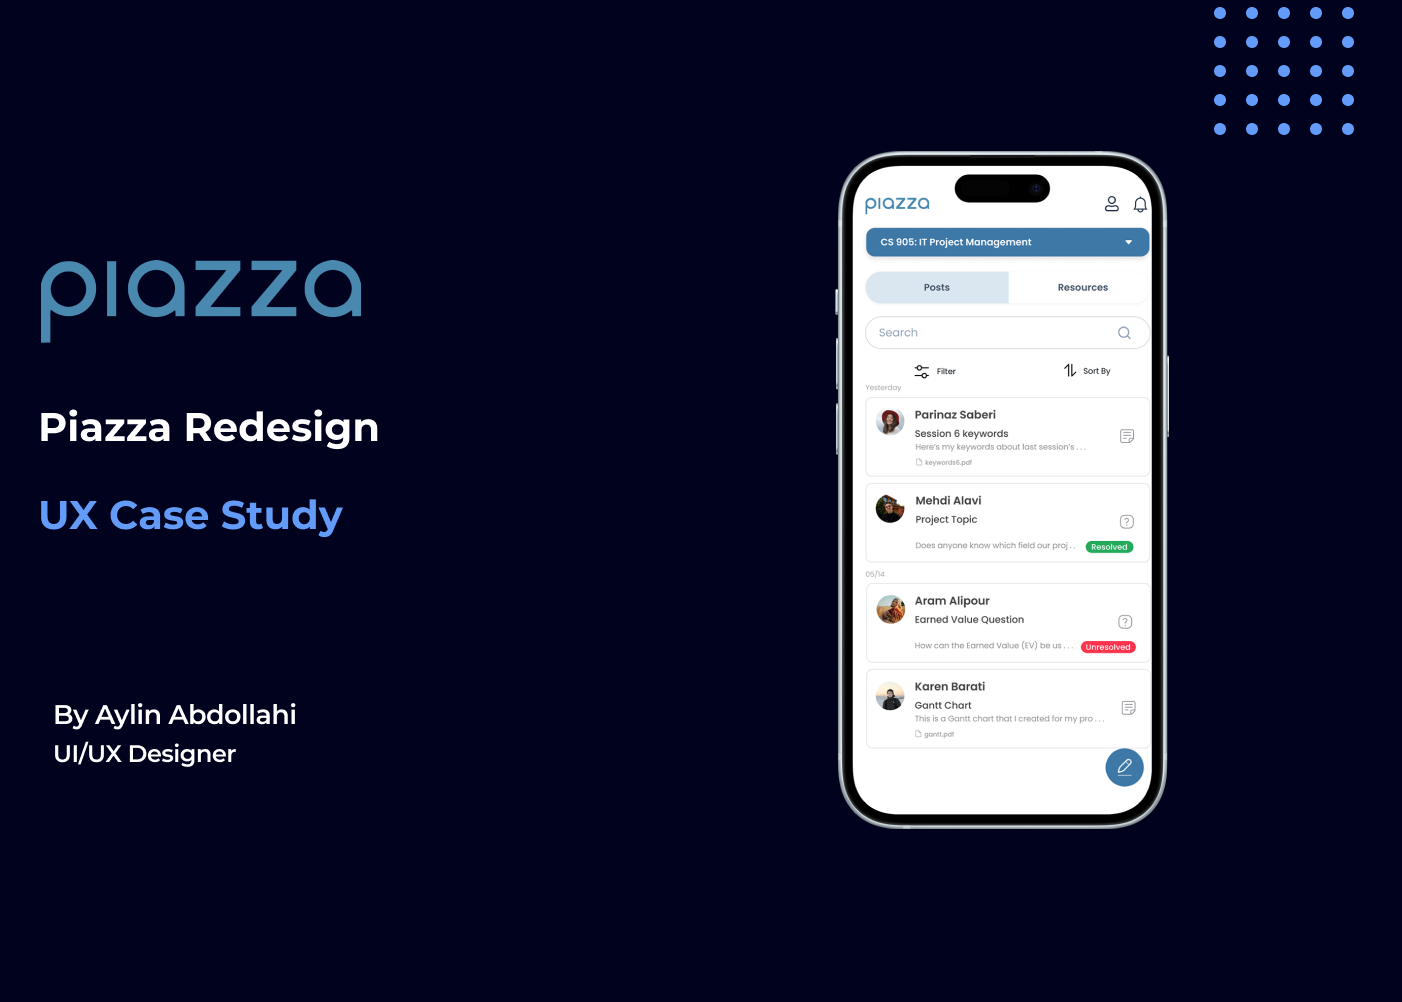 piazza
Piazza Redesign
UX Case Study
By Aylin Abdollahi
UI/UX Designer
piazza
CS 905: IT Project Management
Posts
Resources
Search
Filter
Sort By
Yesterday
Parinaz Saberi
Session 6 keywords
Here's my keywords about last session's . . .
keywords6.pdf
Mehdi Alavi
Project Topic
Does anyone know which field our proj . .
Resolved
05/14
Aram Alipour
Earned Value Question
How can the Earned Value (EV) be us . . .
Unresolved
Karen Barati
Gantt Chart
This is a Gantt chart that I created for my pro . . .
gantt.pdf